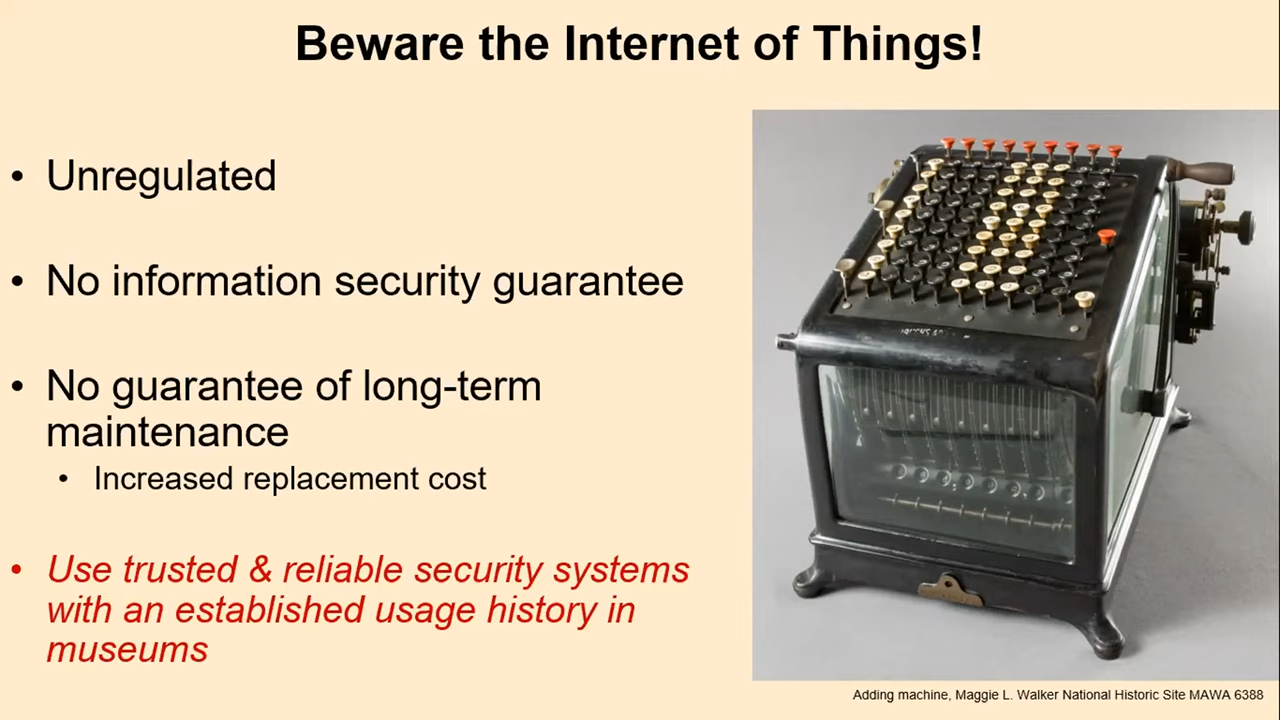 Beware the Internet of Things!
• Unregulated
• No information security guarantee
• No guarantee of long-term
maintenance
• Increased replacement cost
• Use trusted & reliable security systems
with an established usage history in
museums
Adding machine, Maggie L. Walker National Historic Site MAWA 6388